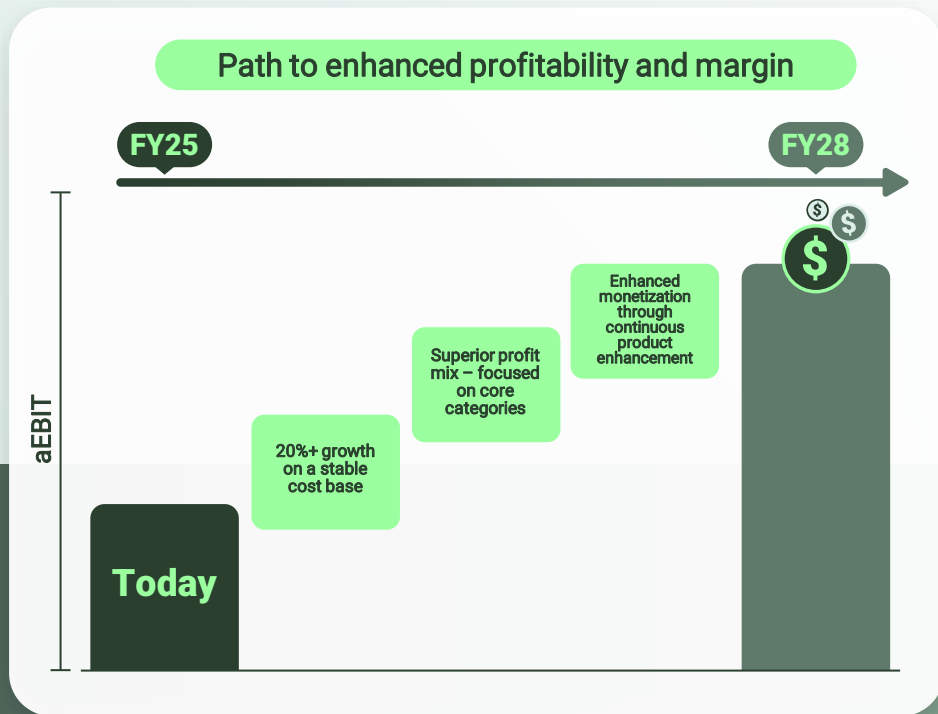 Path to enhanced profitability and margin
FY25
FY28
$
$
$
aEBIT
Enhanced
monetization
through
continuous
product
enhancement
Superior profit
mix – focused
on core
categories
20%+ growth
on a stable
cost base
Today